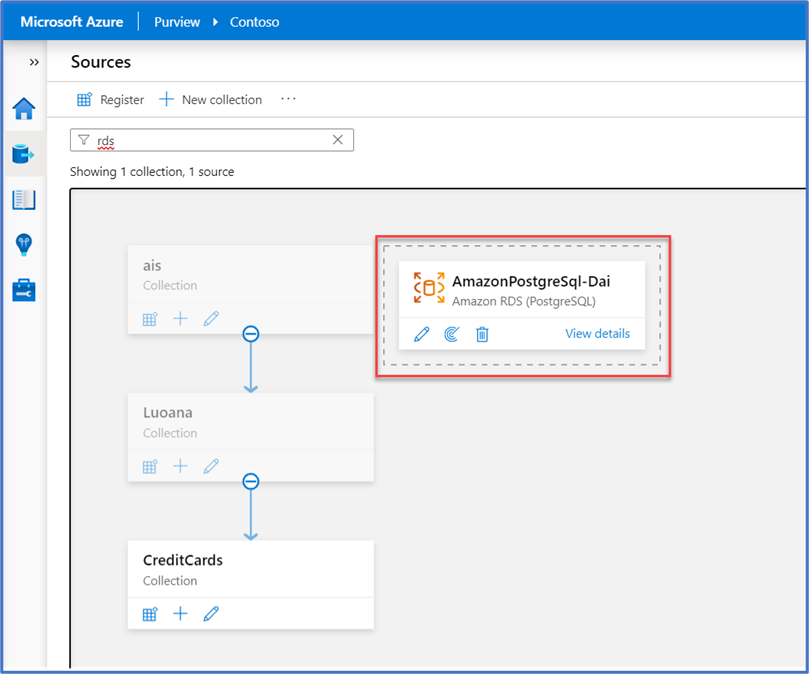 Microsoft Azure Purview Contoso
Sources
Register New collection ...
rds
Showing 1 collection, 1 source
ais
Collection
AmazonPostgreSql-Dai
Amazon RDS (PostgreSQL)
View details
Luoana
Collection
CreditCards
Collection